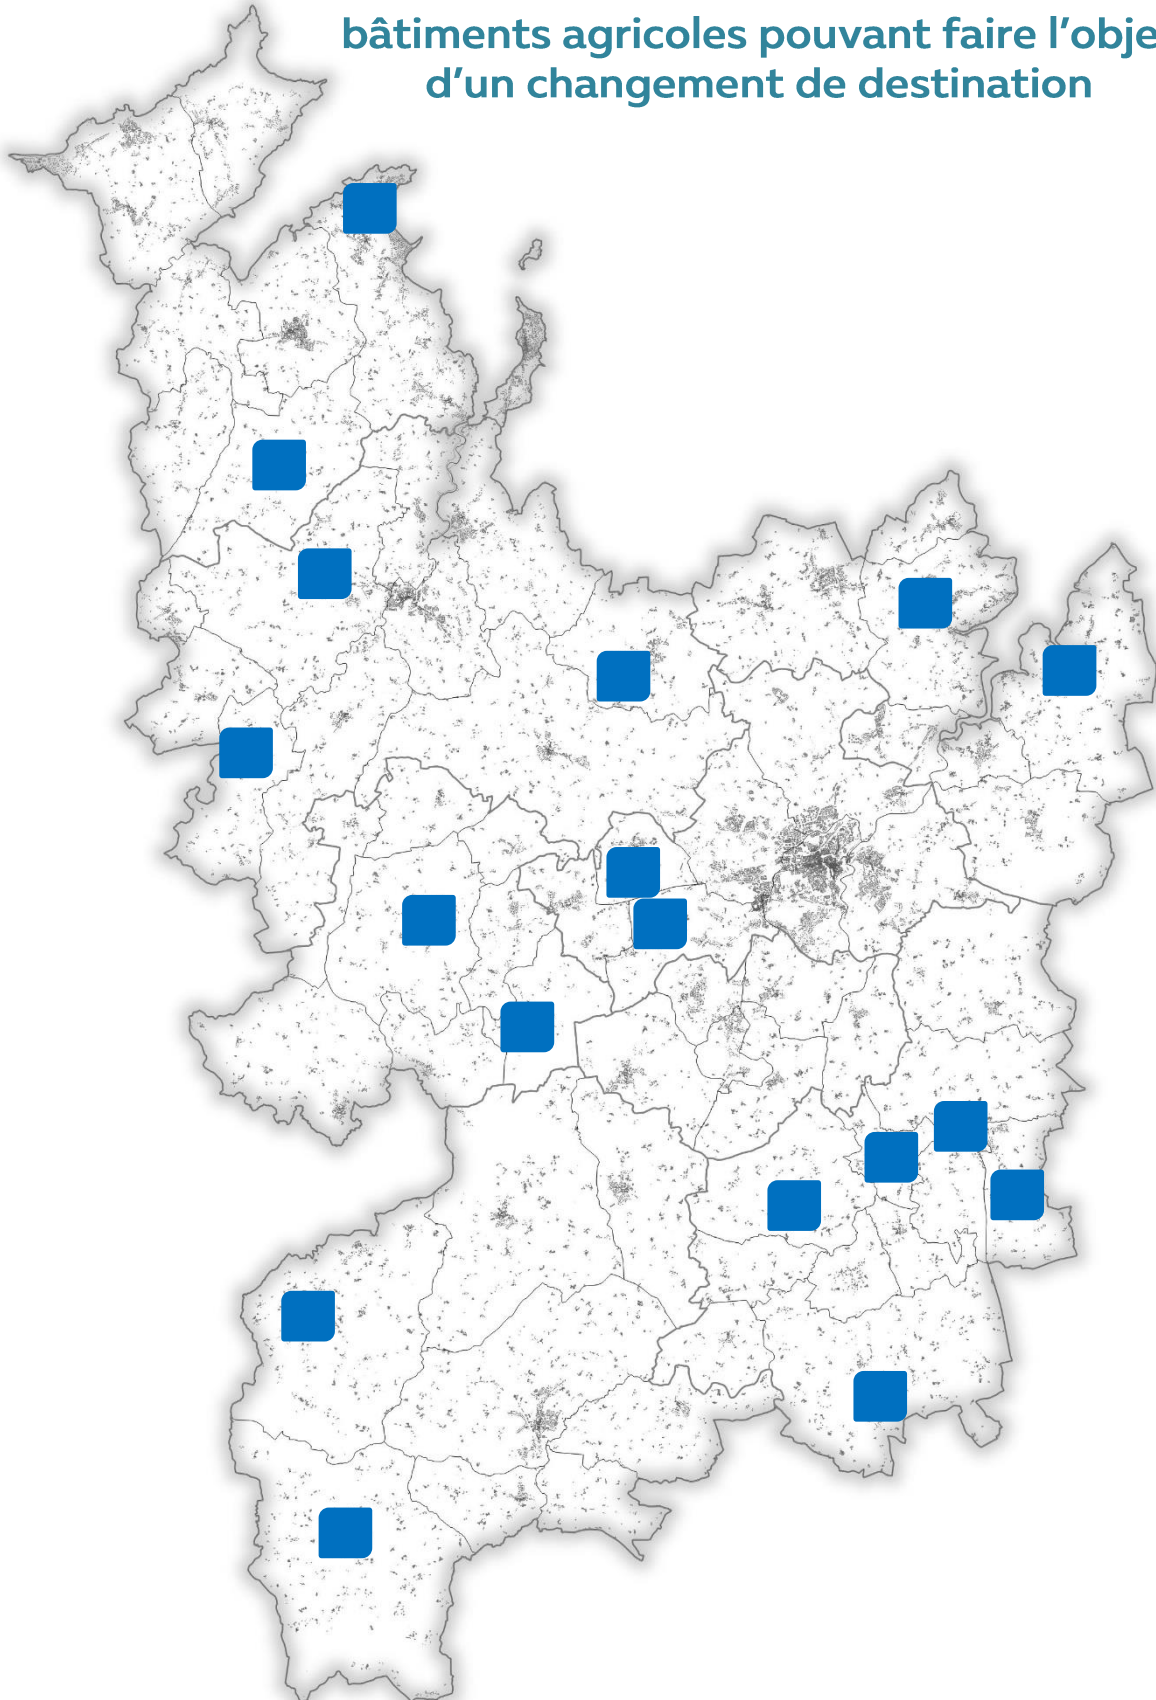 bâtiments agricoles pouvant faire l’obje
d’un changement de destination